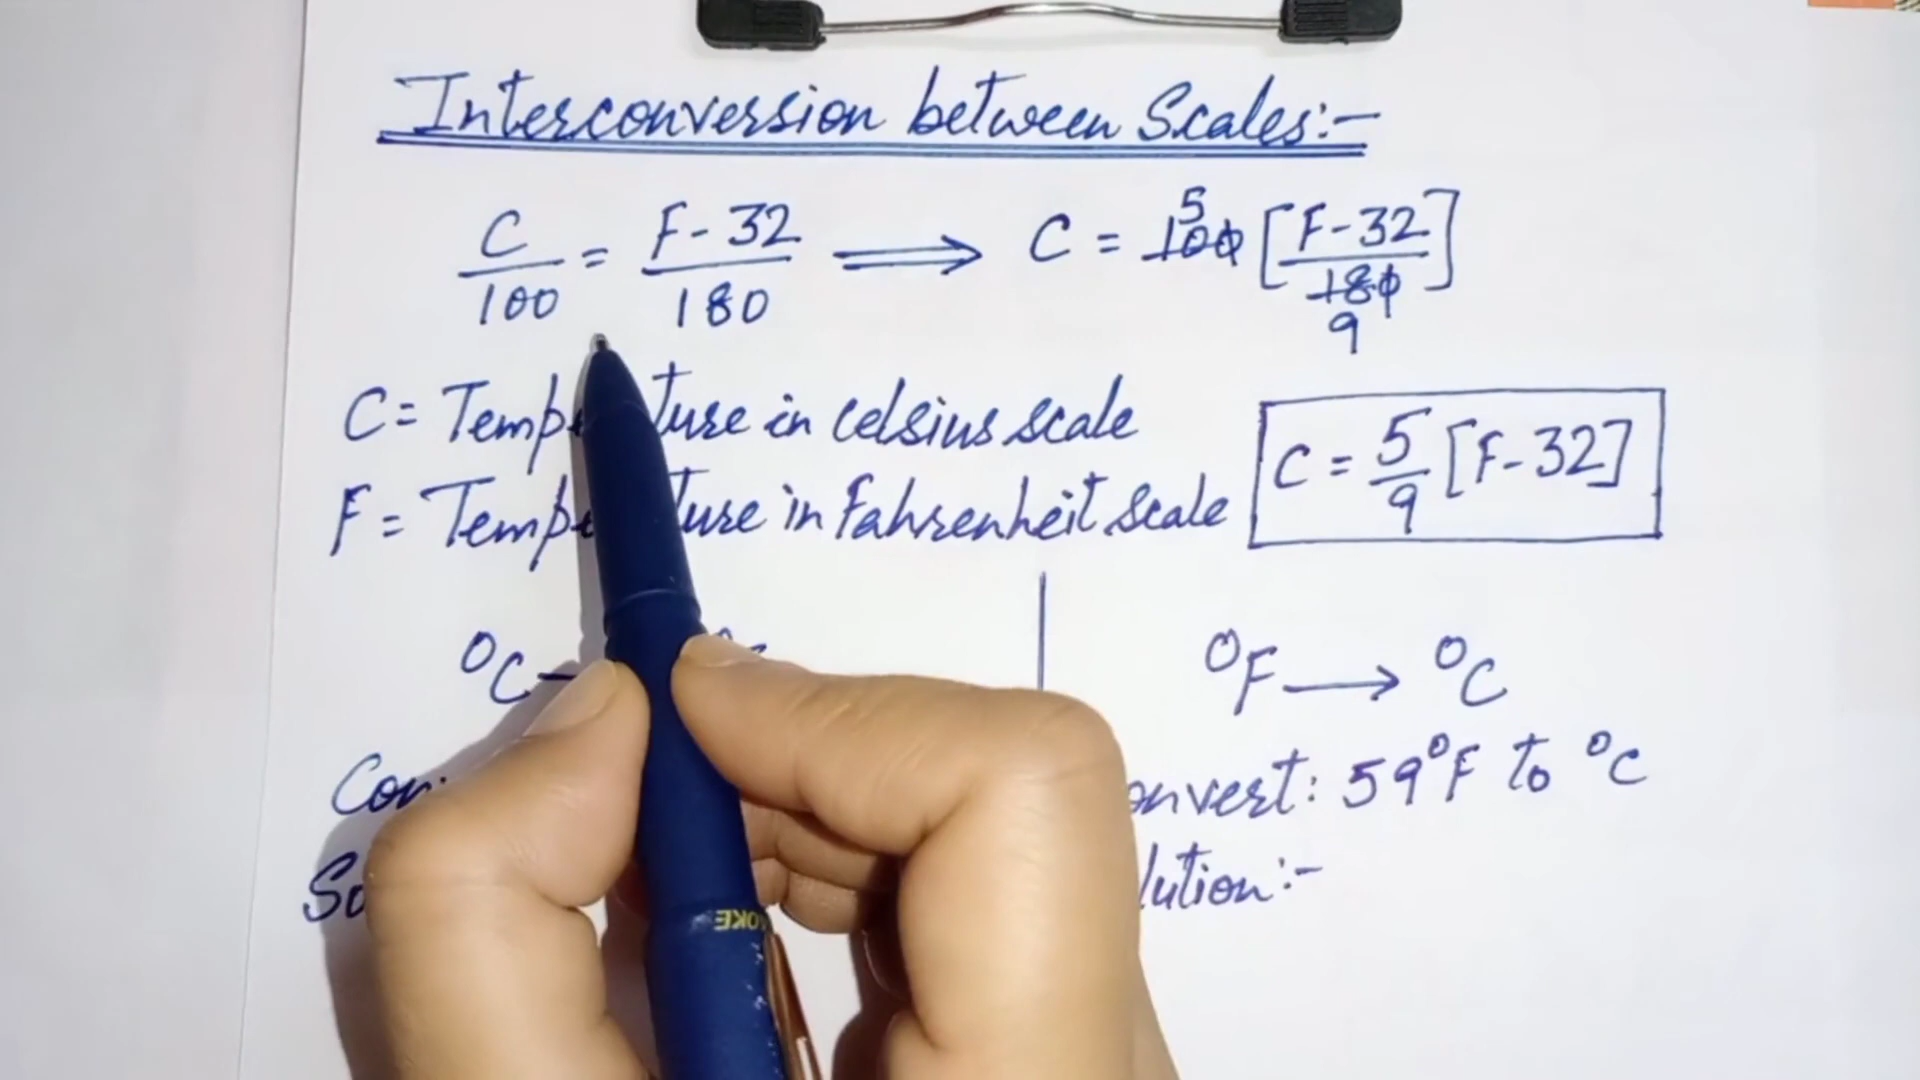 Interconversion between Scales:-
C/100 = F-32/180 ⟹ C = 100 5 [F-32/180 9]
C = Temp ture in celsius scale
F = Temp ture in Fahrenheit Scale
C = 5/9 [F-32]
°C
°F → °C
onvert: 59°F to °C
lution:-